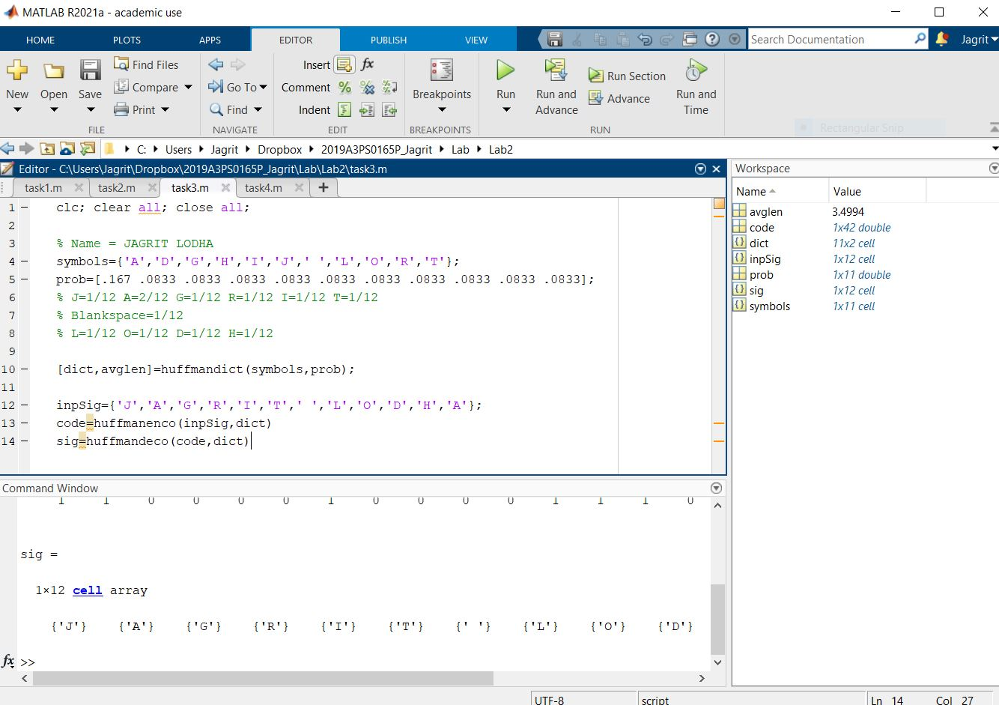 MATLAB R2021a - academic use
HOME PLOTS APPS EDITOR PUBLISH VIEW Search Documentation Jagrit
New Open Save Find Files Compare Print Go To Find Insert fx Comment Indent Breakpoints Run Run and Advance Run Section Advance Run and Time
FILE NAVIGATE EDIT BREAKPOINTS RUN
Rectangular Snip
C: Users Jagrit Dropbox 2019A3PS0165P_Jagrit Lab Lab2
Editor - C:\Users\Jagrit\Dropbox\2019A3PS0165P_Jagrit\Lab\Lab2\task3.m
task1.m task2.m task3.m task4.m +
1 clc; clear all; close all;
2
3 % Name = JAGRIT LODHA
4 symbols={'A','D','G','H','I','J',' ','L','O','R','T'};
5 prob=[.167 .0833 .0833 .0833 .0833 .0833 .0833 .0833 .0833 .0833 .0833];
6 % J=1/12 A=2/12 G=1/12 R=1/12 I=1/12 T=1/12
7 % Blankspace=1/12
8 % L=1/12 O=1/12 D=1/12 H=1/12
9
10 [dict,avglen]=huffmandict(symbols,prob);
11
12 inpSig={'J','A','G','R','I','T',' ','L','O','D','H','A'};
13 code=huffmanenco(inpSig,dict)
14 sig=huffmandeco(code,dict)
Workspace
Name Value
avglen 3.4994
code 1x42 double
dict 11x2 cell
inpSig 1x12 cell
prob 1x11 double
sig 1x12 cell
symbols 1x11 cell
Command Window
1 1 0 0 0 0 1 0 0 0 0 1 1 1 0
sig =
1×12 cell array
{'J'} {'A'} {'G'} {'R'} {'I'} {'T'} {' '} {'L'} {'O'} {'D'}
fx >>
UTF-8 script Ln 14 Col 27